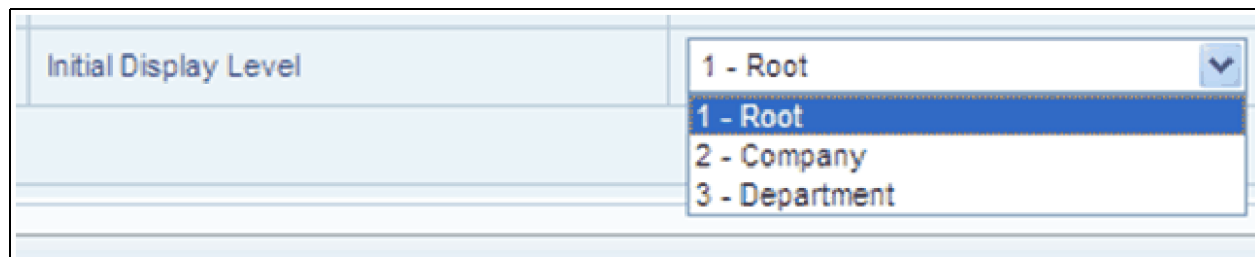 Initial Display Level
1 - Root
1 - Root
2 - Company
3 - Department